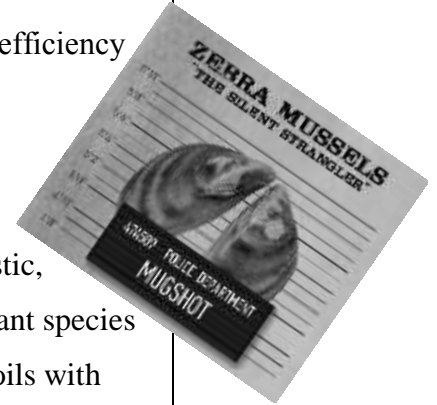 efficiency
ZEBRA MUSSELS
"THE SILENT STRANGLER"
POLICE DEPARTMENT
MUGSHOT
stic,
ant species
oils with